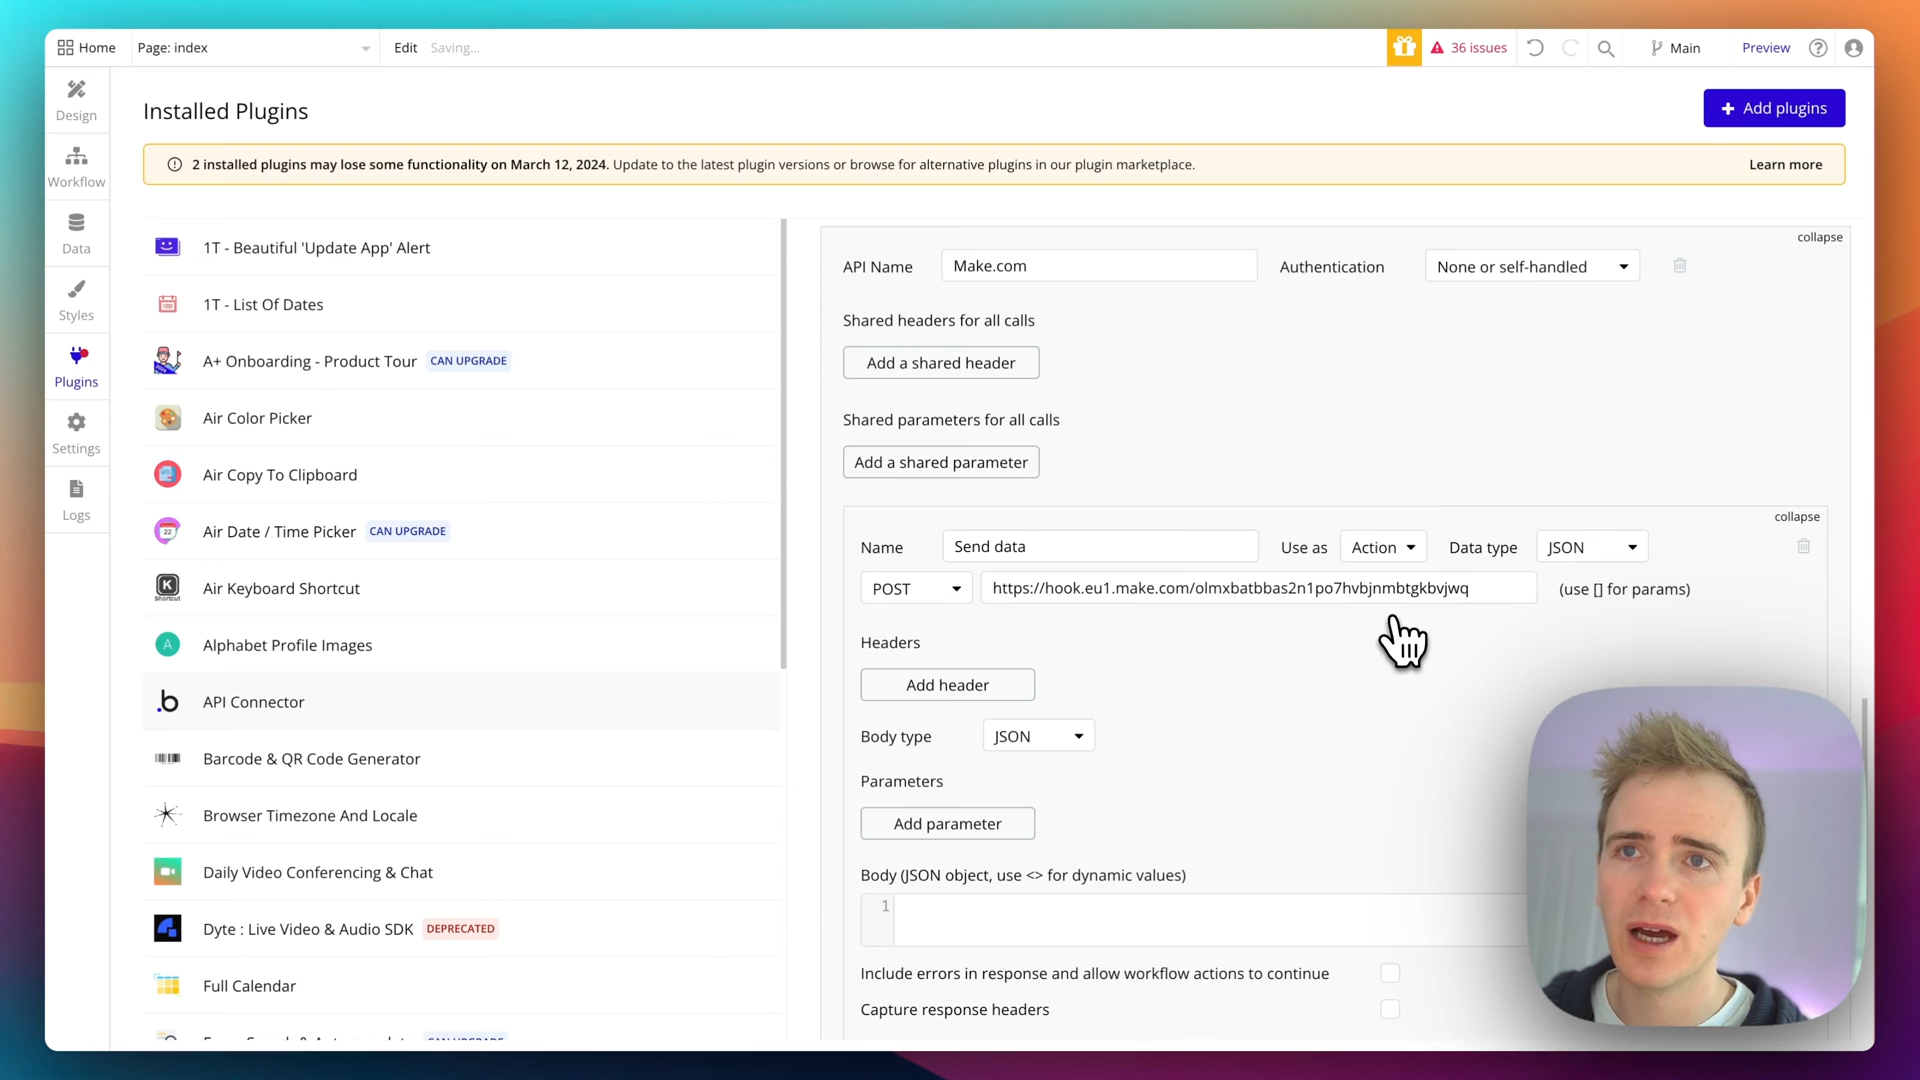 Home
Page: index
Edit
Saving...
36 issues
Main
Preview
Design
Workflow
Data
Styles
Plugins
Settings
Logs
Installed Plugins
Add plugins
2 installed plugins may lose some functionality on March 12, 2024. Update to the latest plugin versions or browse for alternative plugins in our plugin marketplace.
Learn more
1T - Beautiful 'Update App' Alert
1T - List Of Dates
A+ Onboarding - Product Tour CAN UPGRADE
Air Color Picker
Air Copy To Clipboard
Air Date / Time Picker CAN UPGRADE
Air Keyboard Shortcut
Alphabet Profile Images
API Connector
Barcode & QR Code Generator
Browser Timezone And Locale
Daily Video Conferencing & Chat
Dyte : Live Video & Audio SDK DEPRECATED
Full Calendar
collapse
API Name Make.com Authentication None or self-handled
Shared headers for all calls
Add a shared header
Shared parameters for all calls
Add a shared parameter
collapse
Name Send data Use as Action Data type JSON
POST https://hook.eu1.make.com/olmxbatbbas2n1po7hvbjnmbtgkbvjwq (use [] for params)
Headers
Add header
Body type JSON
Parameters
Add parameter
Body (JSON object, use <> for dynamic values)
1
Include errors in response and allow workflow actions to continue
Capture response headers